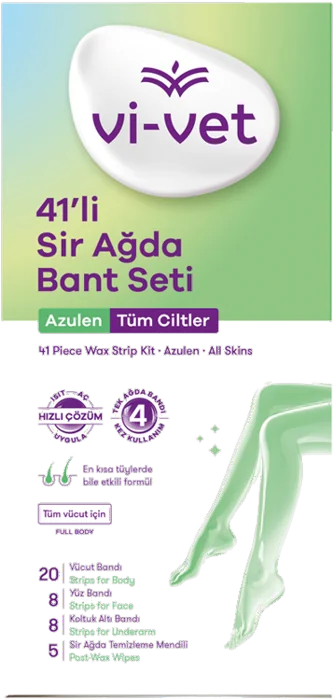 vi-vet
41'li
Sir Ağda
Bant Seti
Azulen Tüm Ciltler
41 Piece Wax Strip Kit · Azulen · All Skins
ISIT AÇ
HIZLI ÇÖZÜM
UYGULA
TEK AĞDA BANDI
4
KEZ KULLANIM
En kısa tüylerde
bile etkili formül
Tüm vücut için
FULL BODY
20 Vücut Bandı
Strips for Body
8 Yüz Bandı
Strips for Face
8 Koltuk Altı Bandı
Strips for Underarm
5 Sir Ağda Temizleme Mendili
Post-Wax Wipes